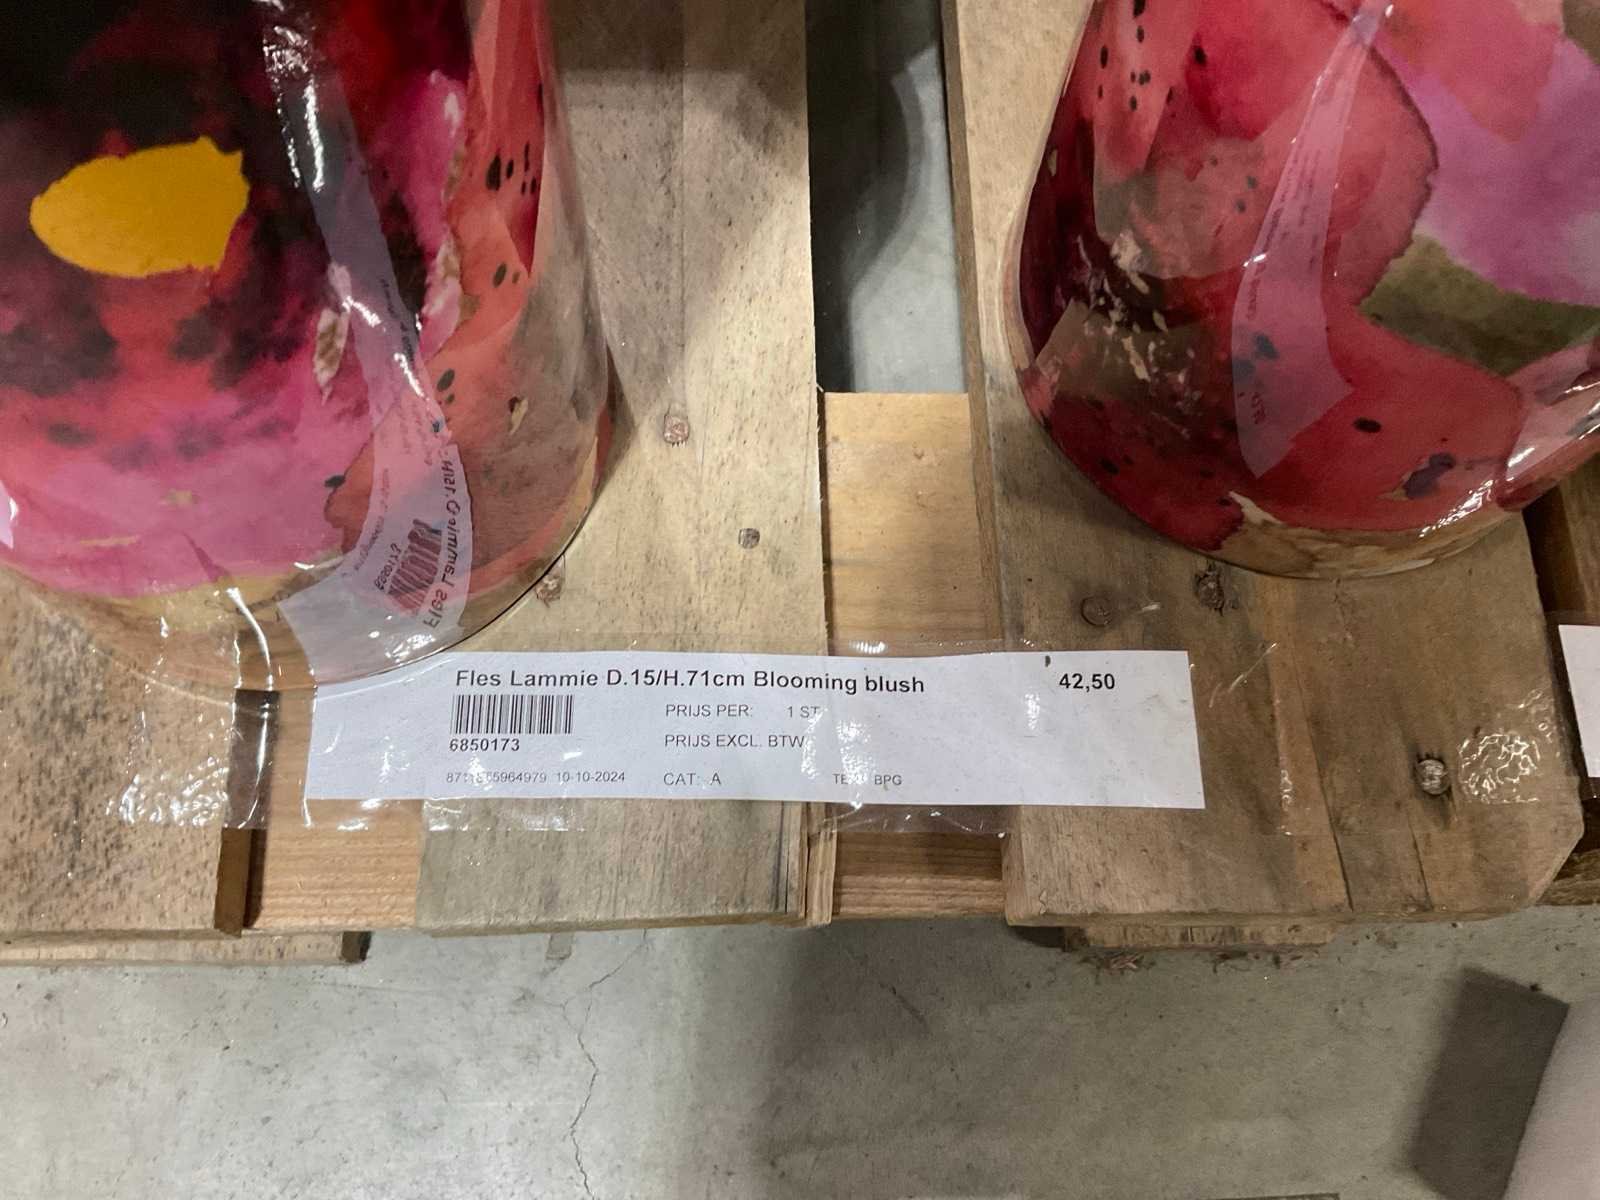 Fles Lammie D.15/H.71cm Blooming blush 42,50
PRIJS PER: 1 ST
6850173 PRIJS EXCL. BTW
10-10-2024 CAT: A BPG